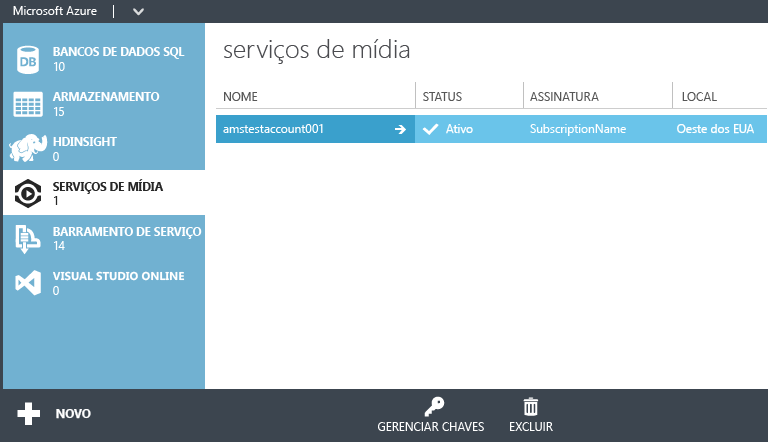 Microsoft Azure
DB
BANCOS DE DADOS SQL
10
ARMAZENAMENTO
15
HDINSIGHT
0
SERVIÇOS DE MÍDIA
1
BARRAMENTO DE SERVIÇO
14
VISUAL STUDIO ONLINE
0
serviços de mídia
NOME STATUS ASSINATURA LOCAL
amstestaccount001 Ativo SubscriptionName Oeste dos EUA
NOVO
GERENCIAR CHAVES
EXCLUIR